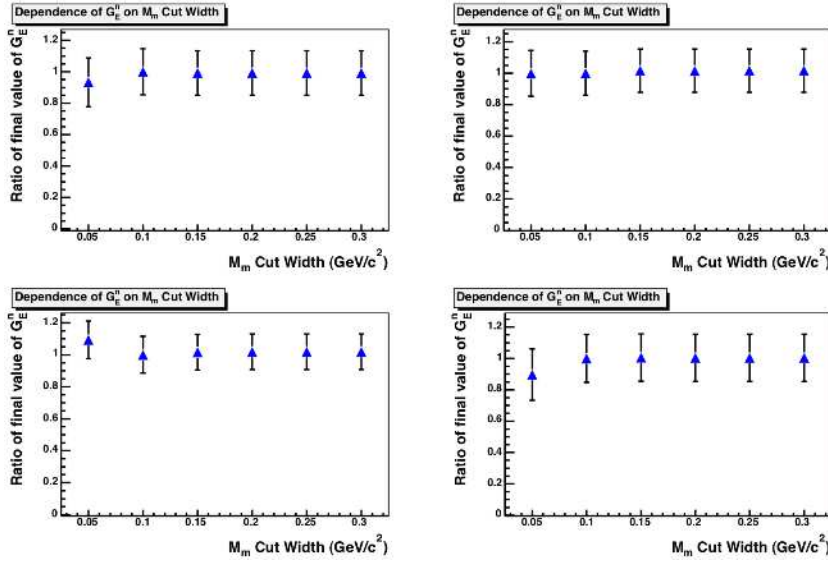 Dependence of G_E^n on M_m Cut Width
Ratio of final value of G_E^n
1.2
1
0.8
0.6
0.4
0.2
0
0.05 0.1 0.15 0.2 0.25 0.3
M_m Cut Width (GeV/c^2)
Dependence of G_E^n on M_m Cut Width
Ratio of final value of G_E^n
1.2
1
0.8
0.6
0.4
0.2
0
0.05 0.1 0.15 0.2 0.25 0.3
M_m Cut Width (GeV/c^2)
Dependence of G_E^n on M_m Cut Width
Ratio of final value of G_E^n
1.2
1
0.8
0.6
0.4
0.2
0
0.05 0.1 0.15 0.2 0.25 0.3
M_m Cut Width (GeV/c^2)
Dependence of G_E^n on M_m Cut Width
Ratio of final value of G_E^n
1.2
1
0.8
0.6
0.4
0.2
0
0.05 0.1 0.15 0.2 0.25 0.3
M_m Cut Width (GeV/c^2)